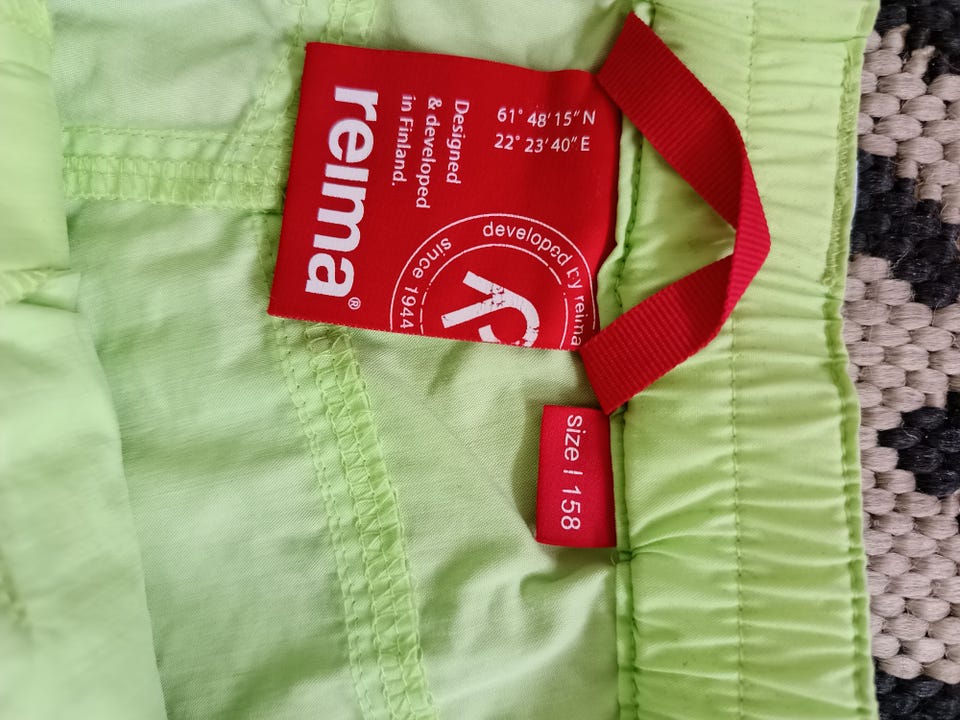 61° 48' 15" N
22° 23' 40" E
Designed
& developed
in Finland.
reima®
developed by reima
since 1944
R
size | 158